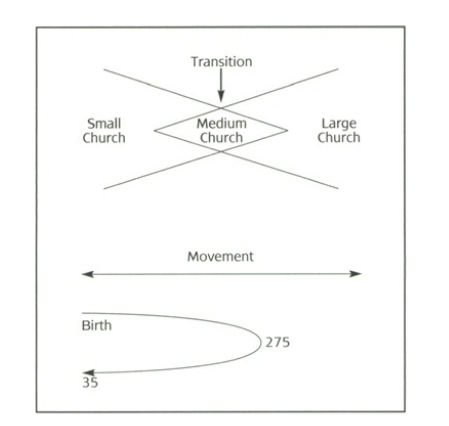 Transition
Small
Church
Medium
Church
Large
Church
Movement
Birth
275
35